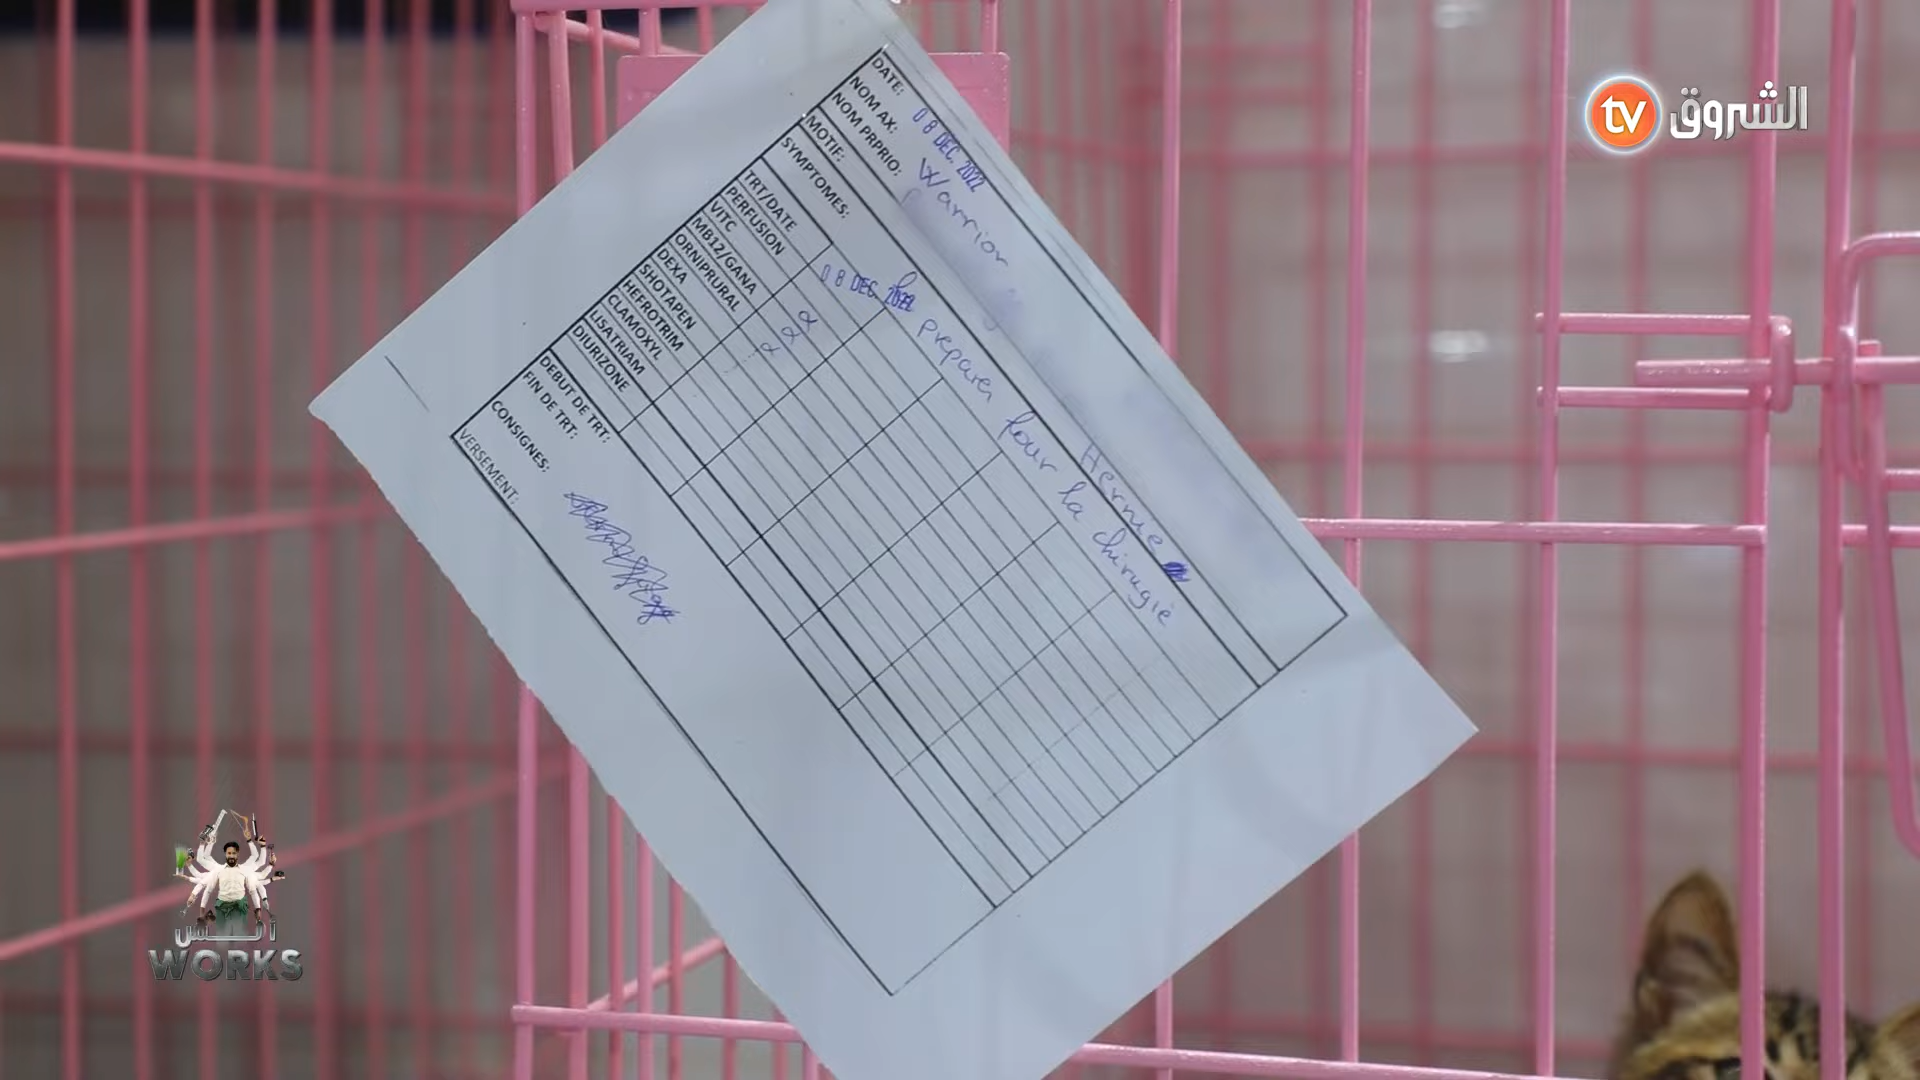 DATE: 08 DEC. 2022
NOM AX: Warrior
NOM PRPRIO:
MOTIF: Hernie
SYMPTOMES: preparer pour la chirugie
TRT/DATE 08 DEC. 2022
PERFUSION
VITC
MB12/GANA
ORNIPRURAL
DEXA
SHOTAPEN
HEFROTRIM
CLAMOXYL
LISATRIAM
DIURIZONE
DEBUT DE TRT:
FIN DE TRT:
CONSIGNES:
VERSEMENT:
الشروق tv
أنس
WORKS